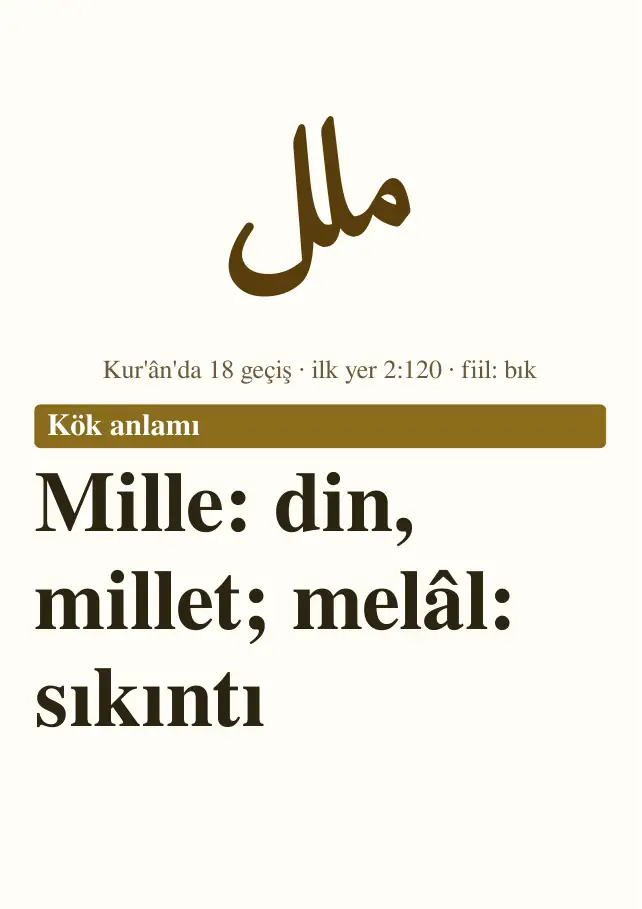 ملل
Kur'ân'da 18 geçiş · ilk yer 2:120 · fiil: bık
Kök anlamı
Mille: din,
millet; melâl:
sıkıntı